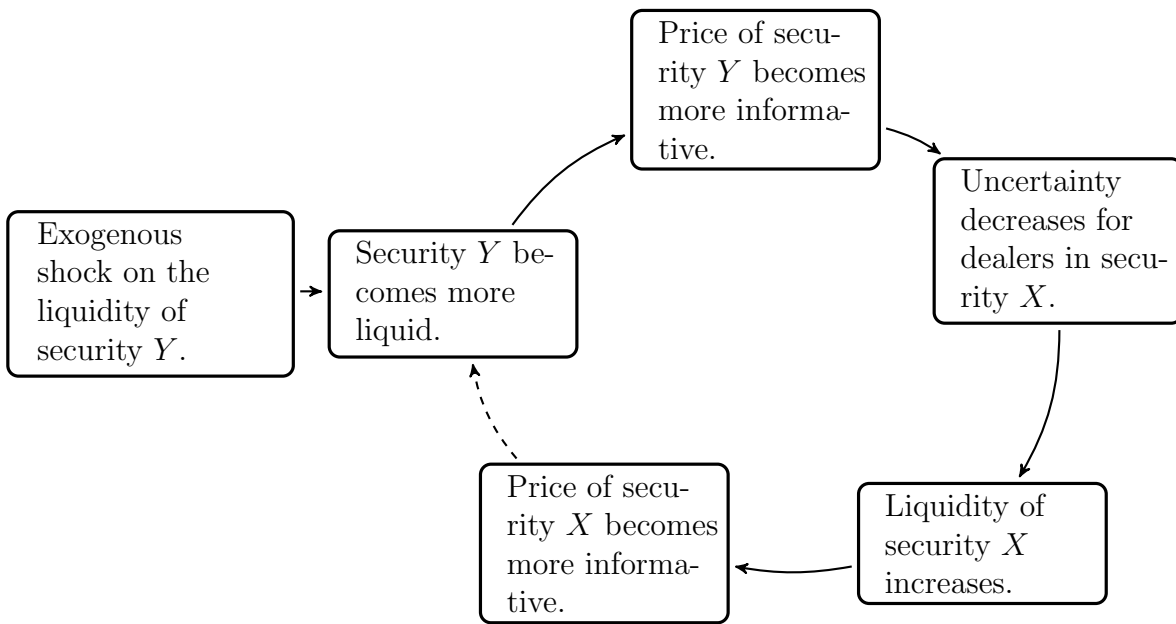 Exogenous
shock on the
liquidity of
security Y.
Security Y be-
comes more
liquid.
Price of secu-
rity Y becomes
more informa-
tive.
Uncertainty
decreases for
dealers in secu-
rity X.
Liquidity of
security X
increases.
Price of secu-
rity X becomes
more informa-
tive.